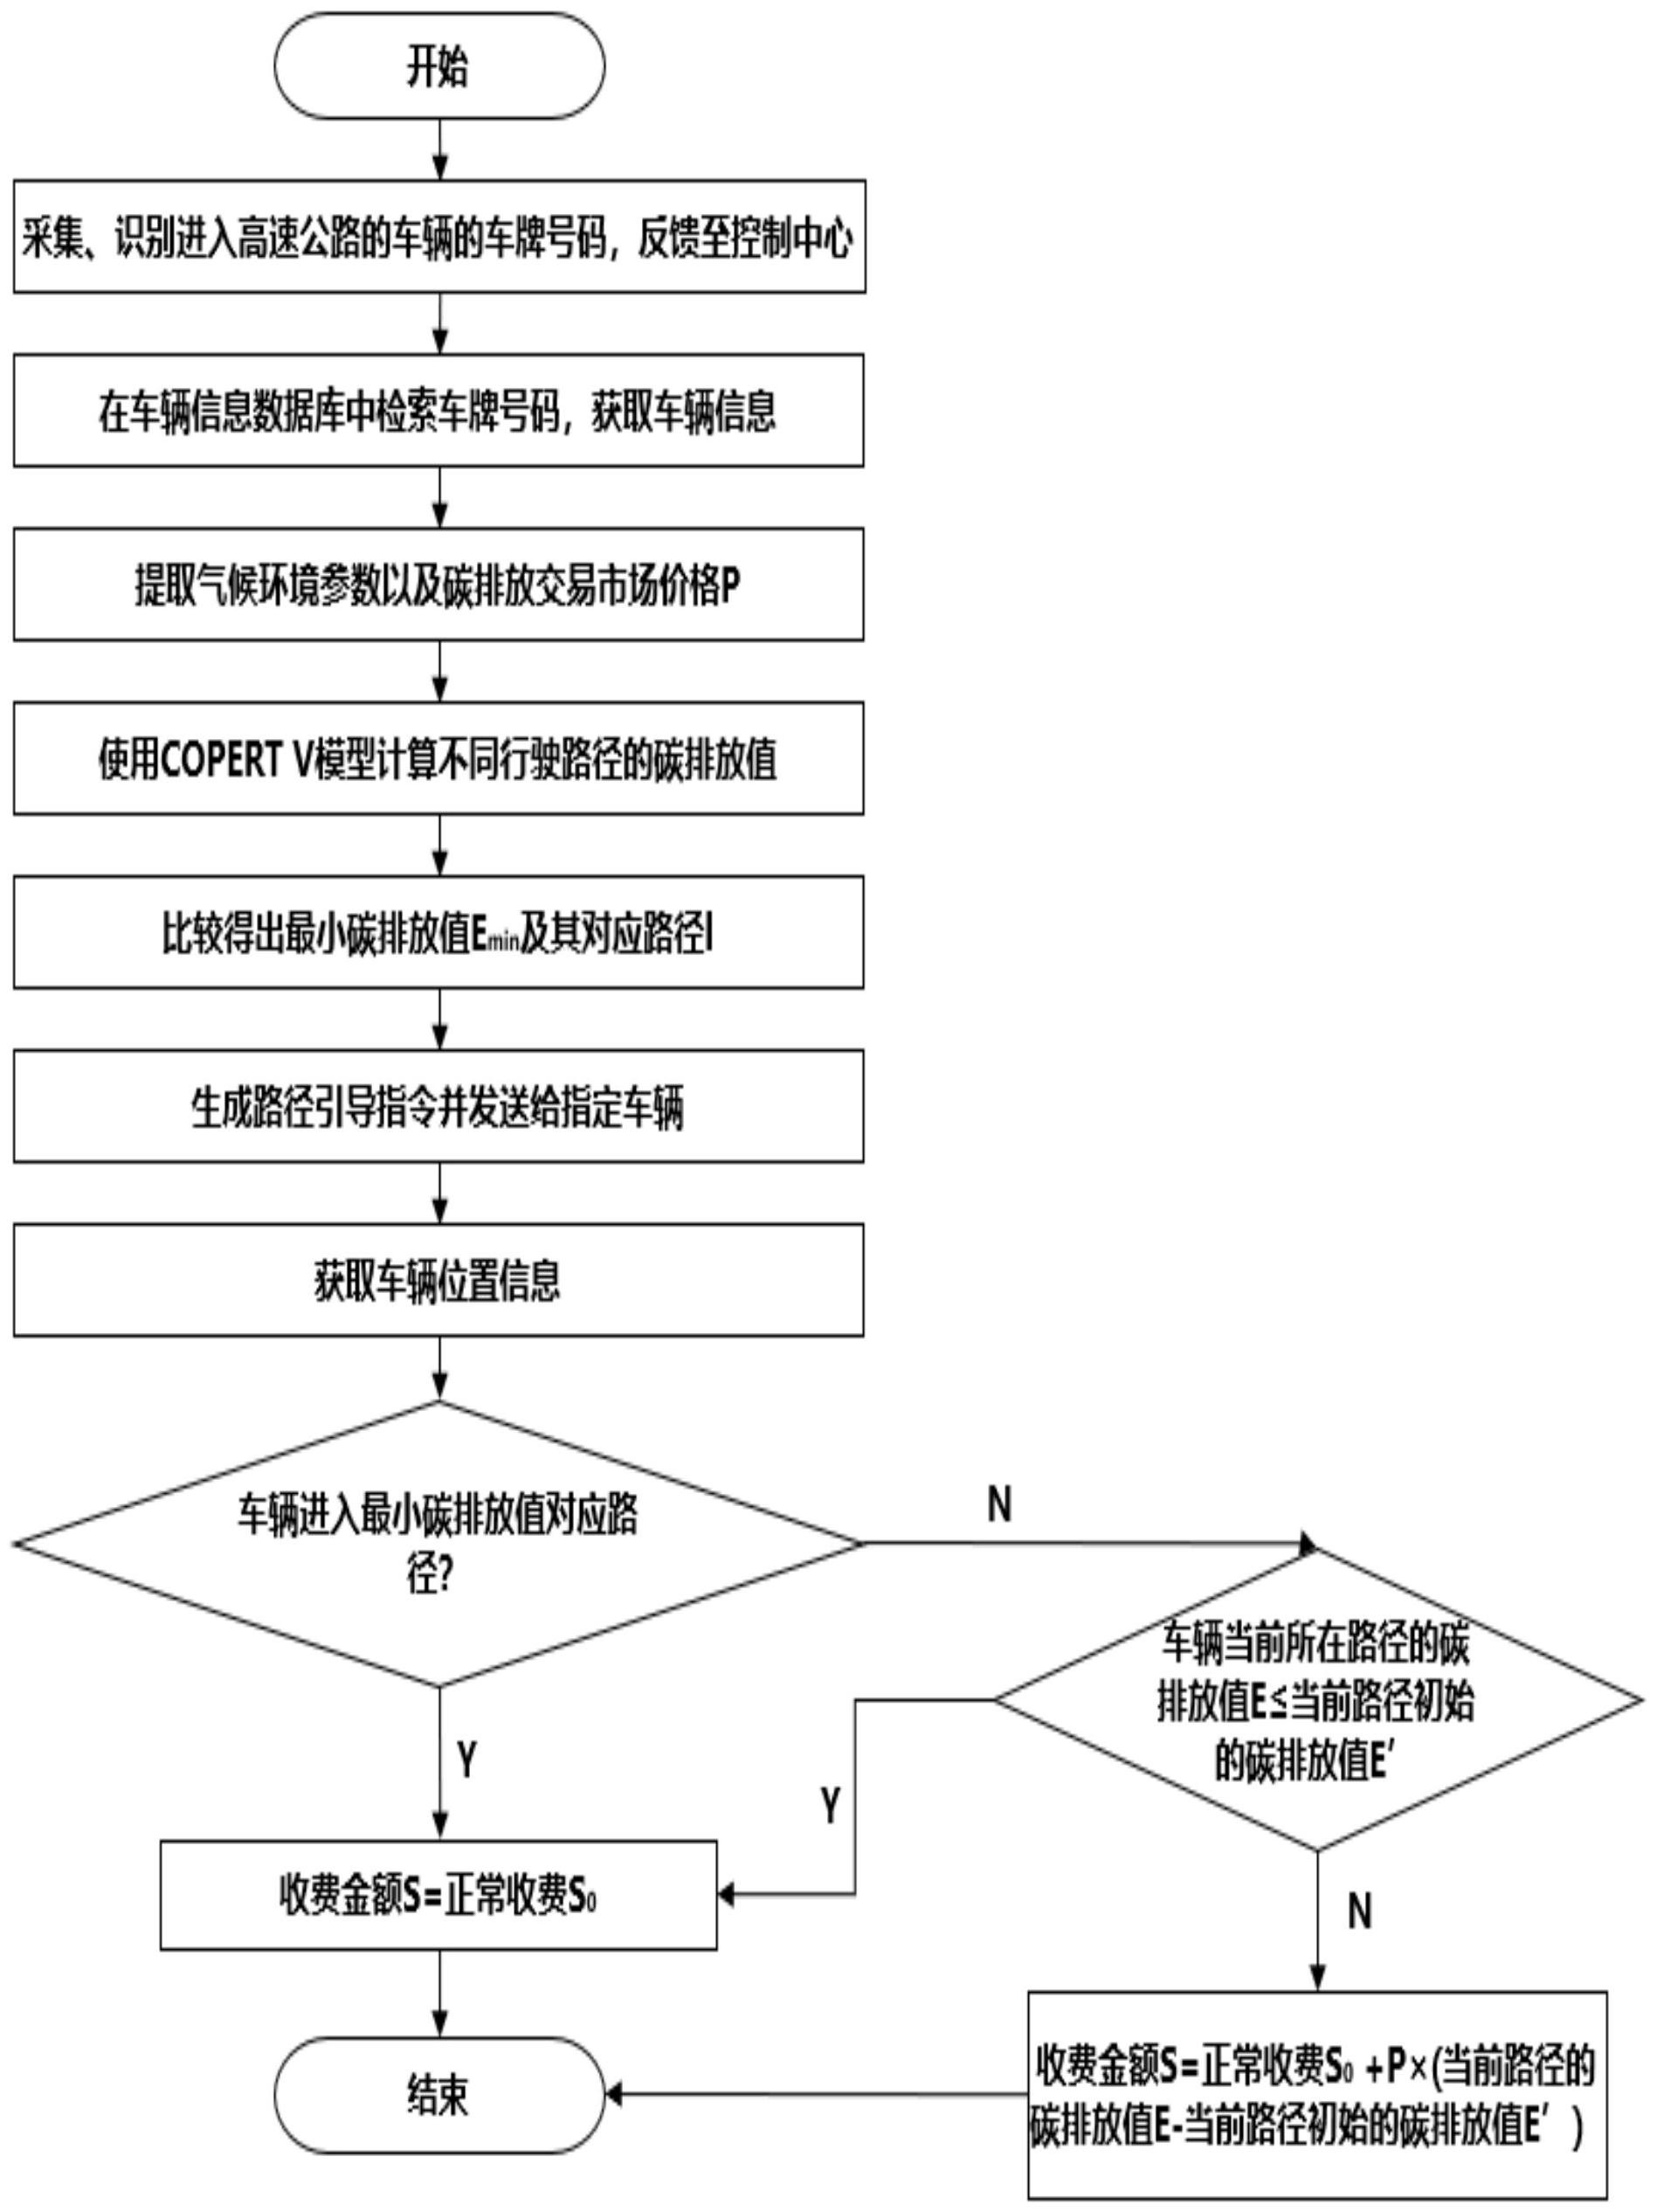 开始
采集、识别进入高速公路的车辆的车牌号码，反馈至控制中心
在车辆信息数据库中检索车牌号码，获取车辆信息
提取气候环境参数以及碳排放交易市场价格P
使用COPERT V模型计算不同行驶路径的碳排放值
比较得出最小碳排放值Emin及其对应路径l
生成路径引导指令并发送给指定车辆
获取车辆位置信息
车辆进入最小碳排放值对应路
径?
N
车辆当前所在路径的碳
排放值E≤当前路径初始
的碳排放值E′
Y
Y
收费金额S=正常收费S₀
N
收费金额S=正常收费S₀ +P×(当前路径的
碳排放值E-当前路径初始的碳排放值E′ )
结束